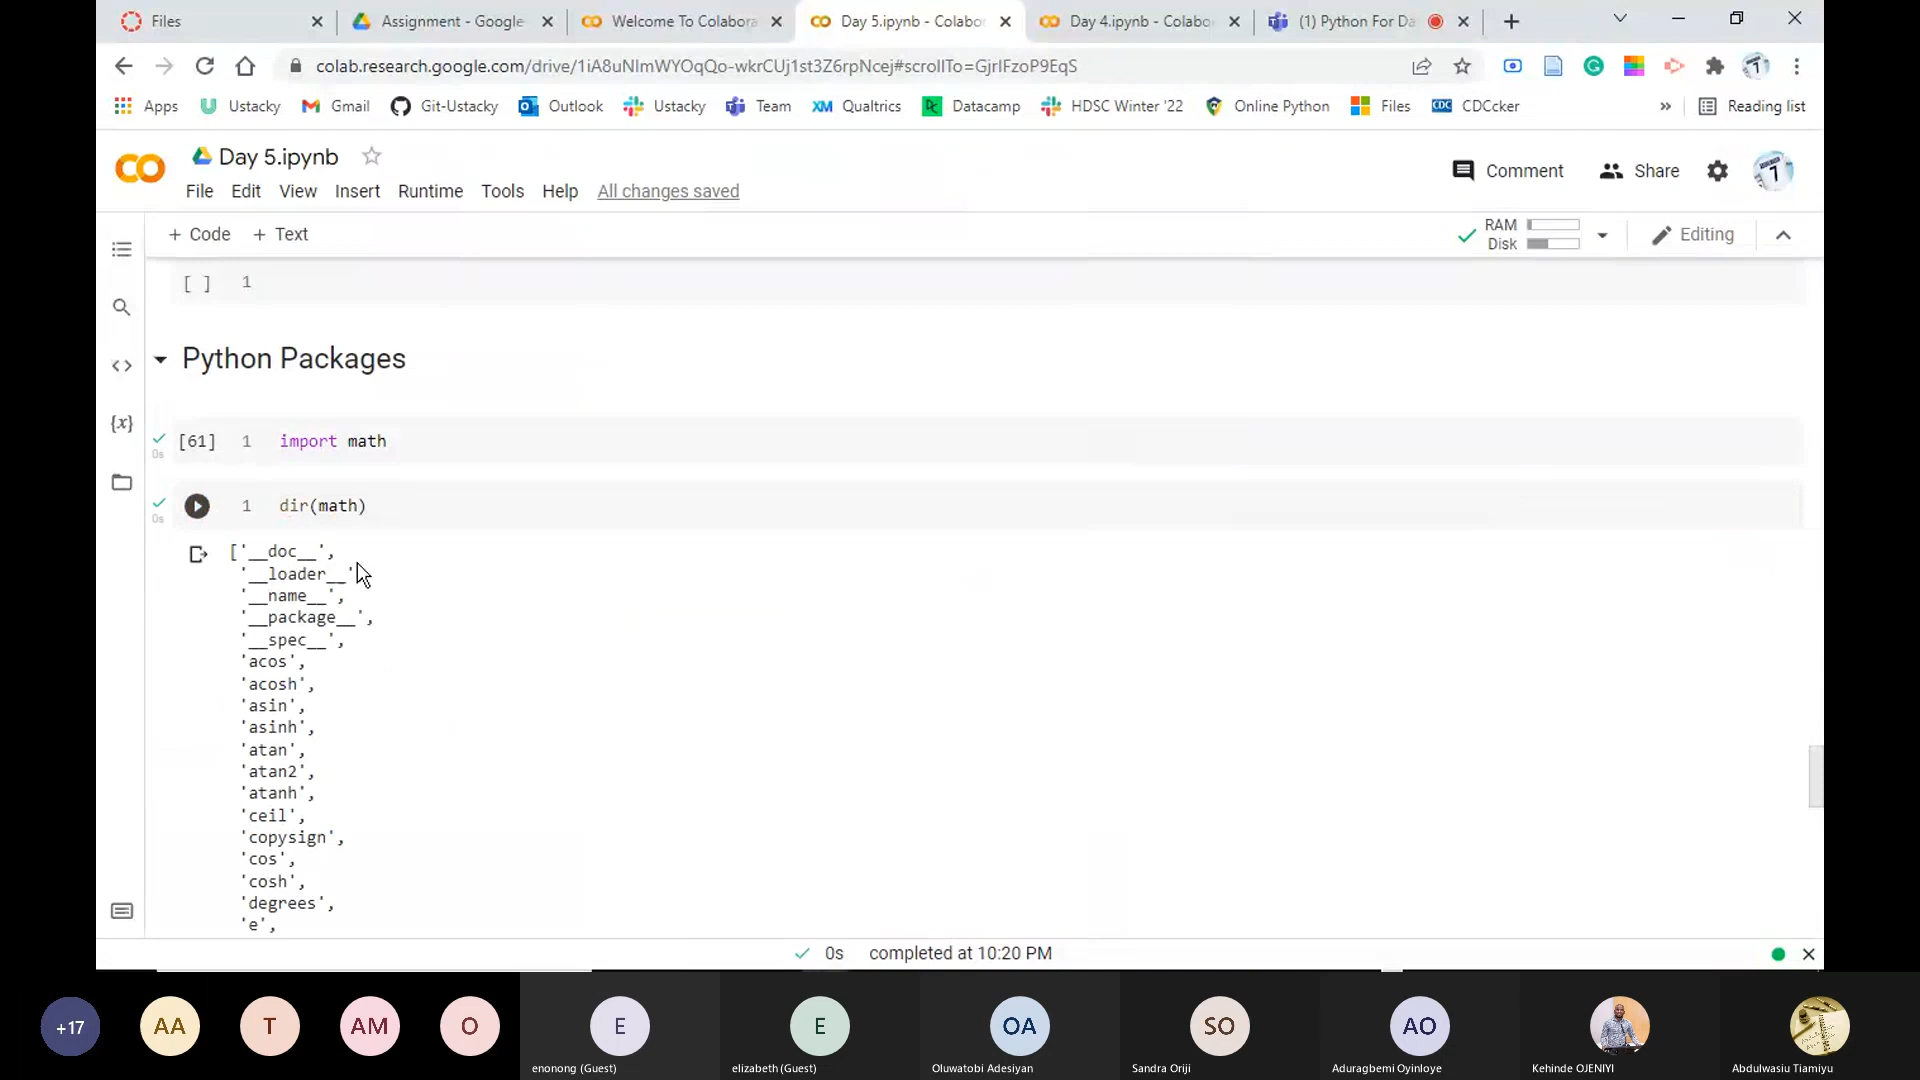 Files
Assignment - Google
Welcome To Colabora
Day 5.ipynb - Colabo
Day 4.ipynb - Colabo
(1) Python For Da
colab.research.google.com/drive/1iA8uNlmWYOqQo-wkrCUj1st3Z6rpNcej#scrollTo=GjrIFzoP9EqS
Apps
Ustacky
Gmail
Git-Ustacky
Outlook
Ustacky
Team
XM Qualtrics
Datacamp
HDSC Winter '22
Online Python
Files
CDC CDCcker
»
Reading list
CO
Day 5.ipynb
Comment
Share
File Edit View Insert Runtime Tools Help All changes saved
+ Code + Text
RAM
Disk
Editing
[ ] 1
Python Packages
{x}
[61] 1 import math
0s
1 dir(math)
0s
['__doc__',
'__loader__'
'__name__',
'__package__',
'__spec__',
'acos',
'acosh',
'asin',
'asinh',
'atan',
'atan2',
'atanh',
'ceil',
'copysign',
'cos',
'cosh',
'degrees',
'e',
0s completed at 10:20 PM
+17
AA
T
AM
O
E
E
OA
SO
AO
enonong (Guest)
elizabeth (Guest)
Oluwatobi Adesiyan
Sandra Oriji
Aduragbemi Oyinloye
Kehinde OJENIYI
Abdulwasiu Tiamiyu